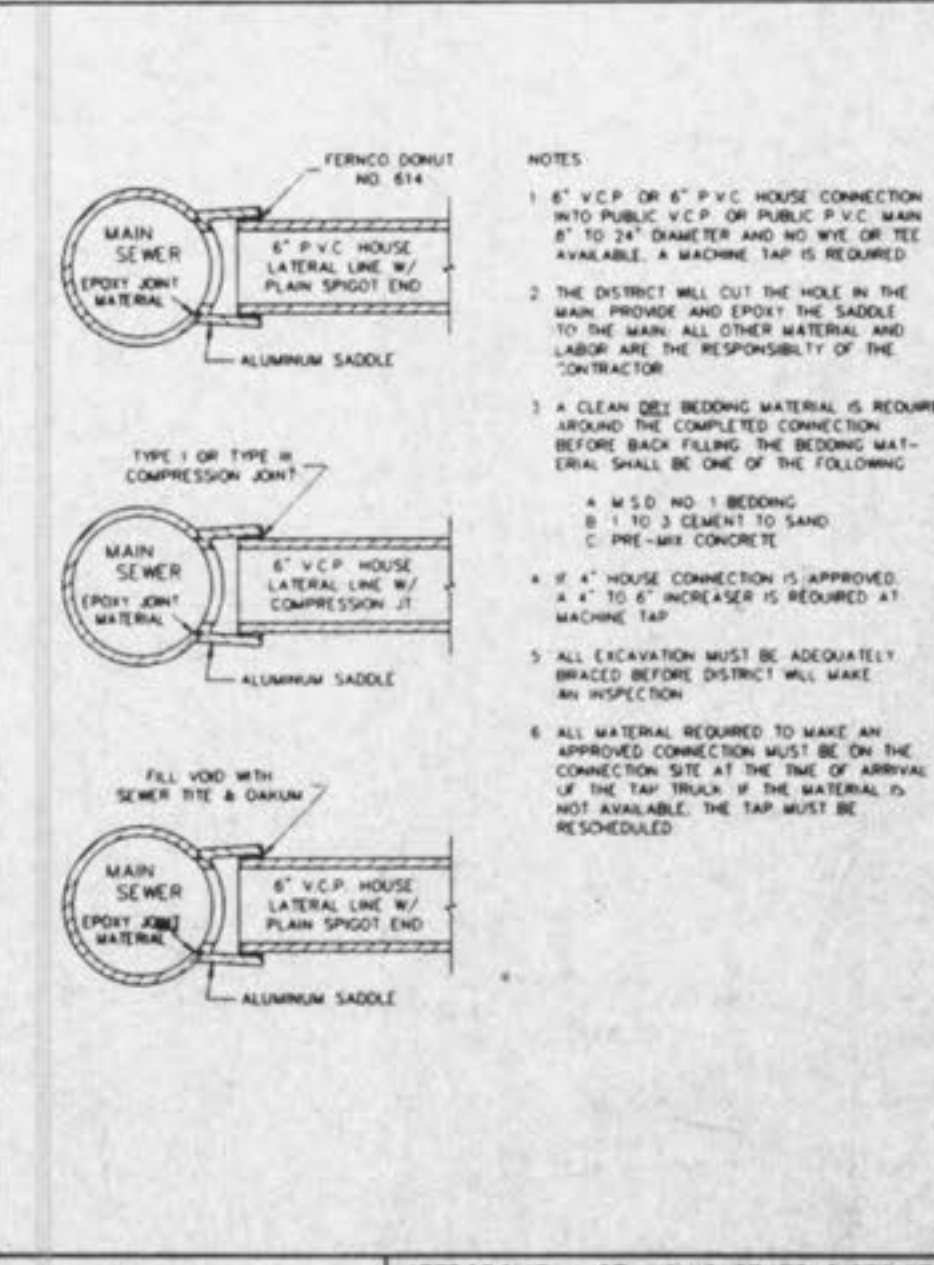 FERNCO DONUT
NO. 614
MAIN
SEWER
EPOXY JOINT
MATERIAL
6" P.V.C. HOUSE
LATERAL LINE W/
PLAIN SPIGOT END
ALUMINUM SADDLE
TYPE I OR TYPE III
COMPRESSION JOINT
MAIN
SEWER
EPOXY JOINT
MATERIAL
6" V.C.P. HOUSE
LATERAL LINE W/
COMPRESSION JT.
ALUMINUM SADDLE
FILL VOID WITH
SEWER TITE & OAKUM
MAIN
SEWER
EPOXY JOINT
MATERIAL
6" V.C.P. HOUSE
LATERAL LINE W/
PLAIN SPIGOT END
ALUMINUM SADDLE
NOTES
1 6" V.C.P. OR 6" P.V.C. HOUSE CONNECTION
INTO PUBLIC V.C.P. OR PUBLIC P.V.C. MAIN
8" TO 24" DIAMETER AND NO WYE OR TEE
AVAILABLE, A MACHINE TAP IS REQUIRED
2 THE DISTRICT WILL CUT THE HOLE IN THE
MAIN, PROVIDE AND EPOXY THE SADDLE
TO THE MAIN. ALL OTHER MATERIAL AND
LABOR ARE THE RESPONSIBILTY OF THE
CONTRACTOR
3 A CLEAN DRY BEDDING MATERIAL IS REQUIRE
AROUND THE COMPLETED CONNECTION
BEFORE BACK FILLING. THE BEDDING MAT-
ERIAL SHALL BE ONE OF THE FOLLOWING
A M.S.D. NO. 1 BEDDING
B 1 TO 3 CEMENT TO SAND
C. PRE-MIX CONCRETE
4 IF 4" HOUSE CONNECTION IS APPROVED,
A 4" TO 6" INCREASER IS REQUIRED AT
MACHINE TAP
5 ALL EXCAVATION MUST BE ADEQUATELY
BRACED BEFORE DISTRICT WILL MAKE
AN INSPECTION
6 ALL MATERIAL REQUIRED TO MAKE AN
APPROVED CONNECTION MUST BE ON THE
CONNECTION SITE AT THE TIME OF ARRIVAL
OF THE TAP TRUCK. IF THE MATERIAL IS
NOT AVAILABLE, THE TAP MUST BE
RESCHEDULED